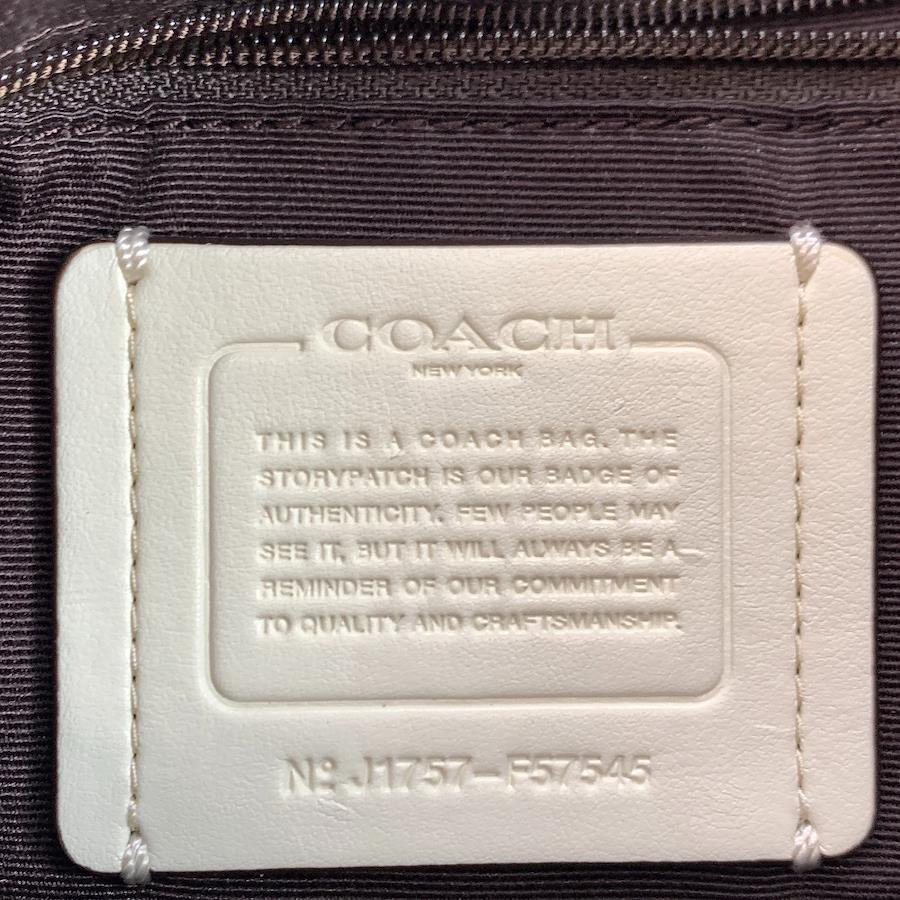 COACH
NEW YORK
THIS IS A COACH BAG. THE
STORYPATCH IS OUR BADGE OF
AUTHENTICITY. FEW PEOPLE MAY
SEE IT, BUT IT WILL ALWAYS BE A
REMINDER OF OUR COMMITMENT
TO QUALITY AND CRAFTSMANSHIP.
Nº J1757-F57545